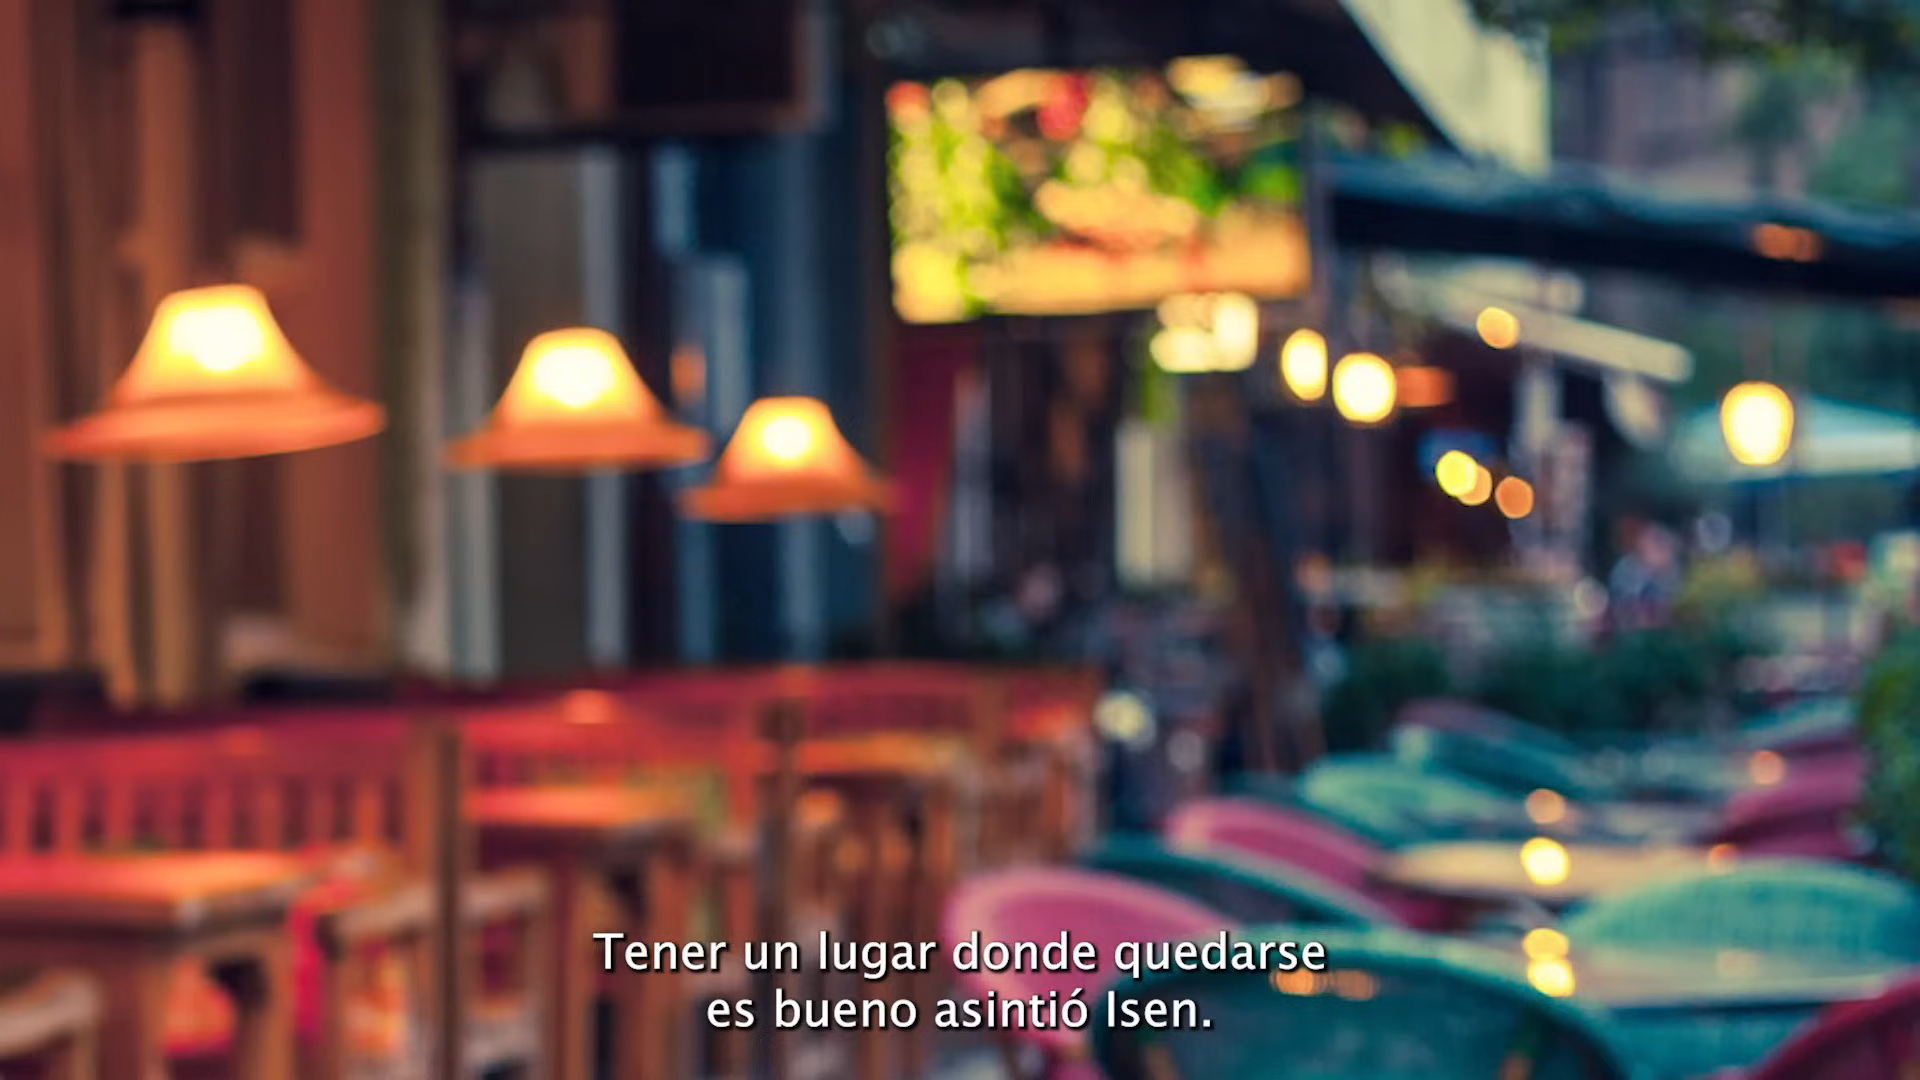 Tener un lugar donde quedarse
es bueno asintió Isen.